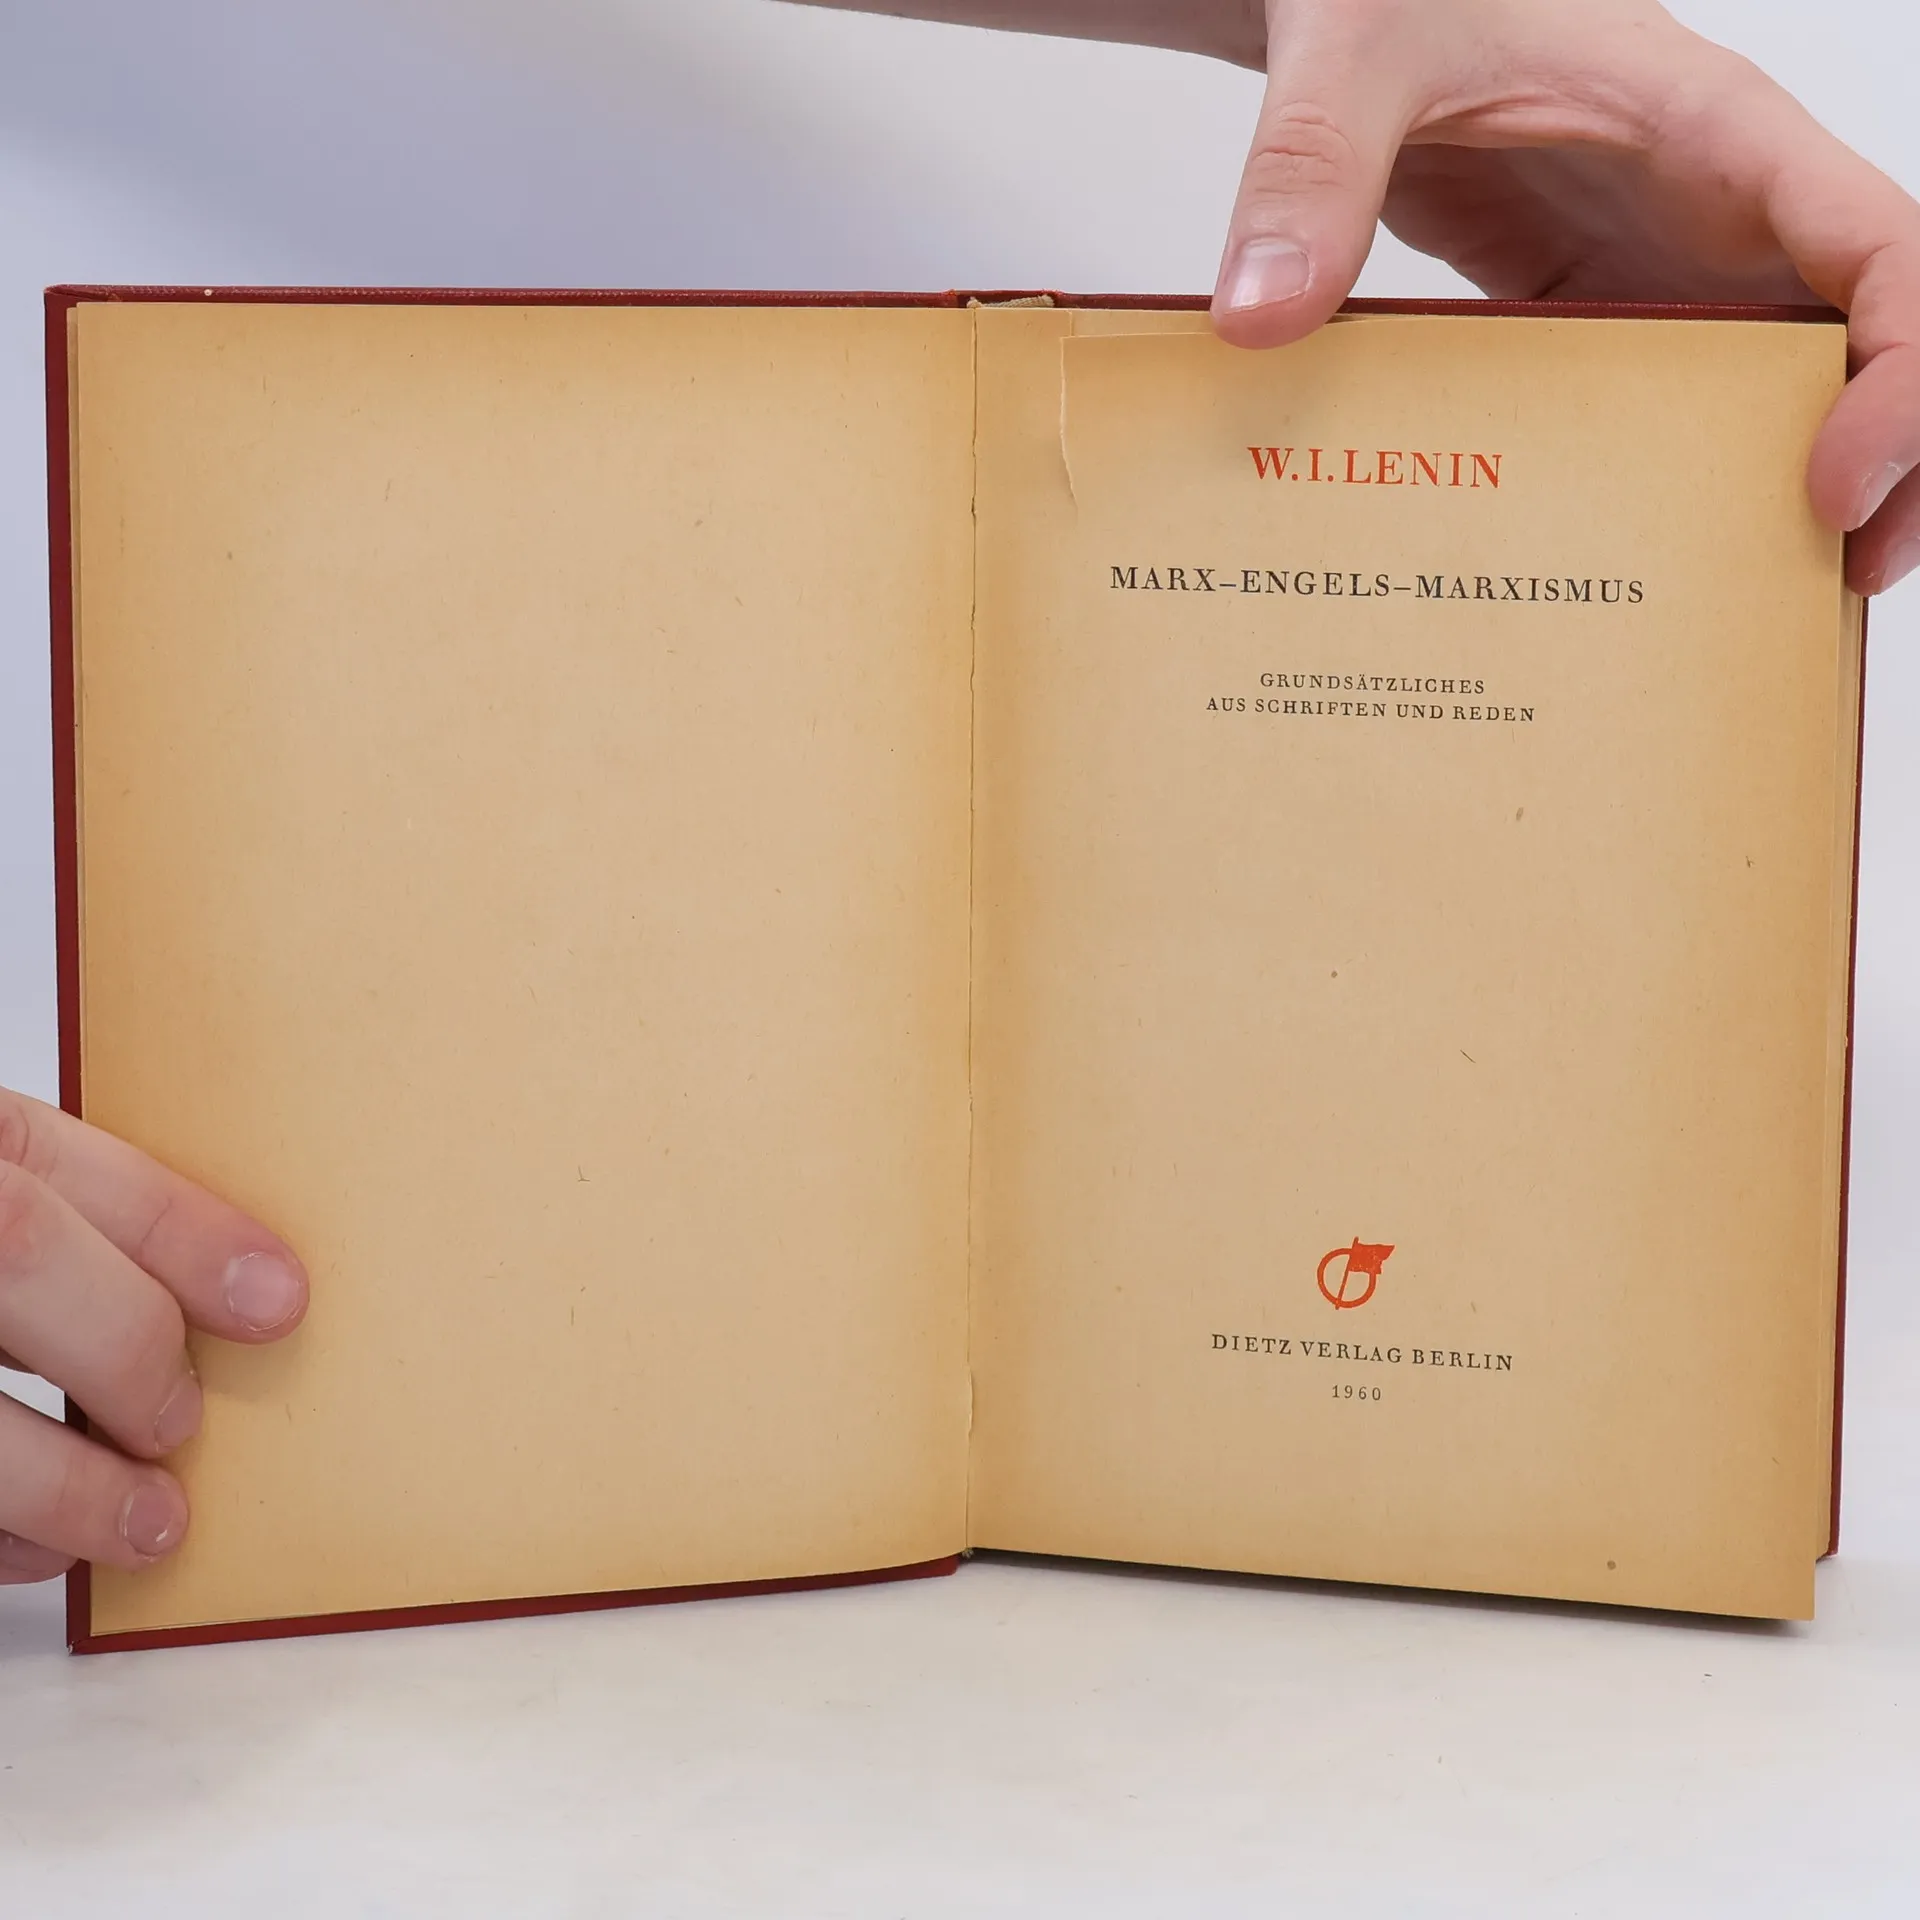 W.I.LENIN
MARX–ENGELS–MARXISMUS
GRUNDSÄTZLICHES
AUS SCHRIFTEN UND REDEN
DIETZ VERLAG BERLIN
1960